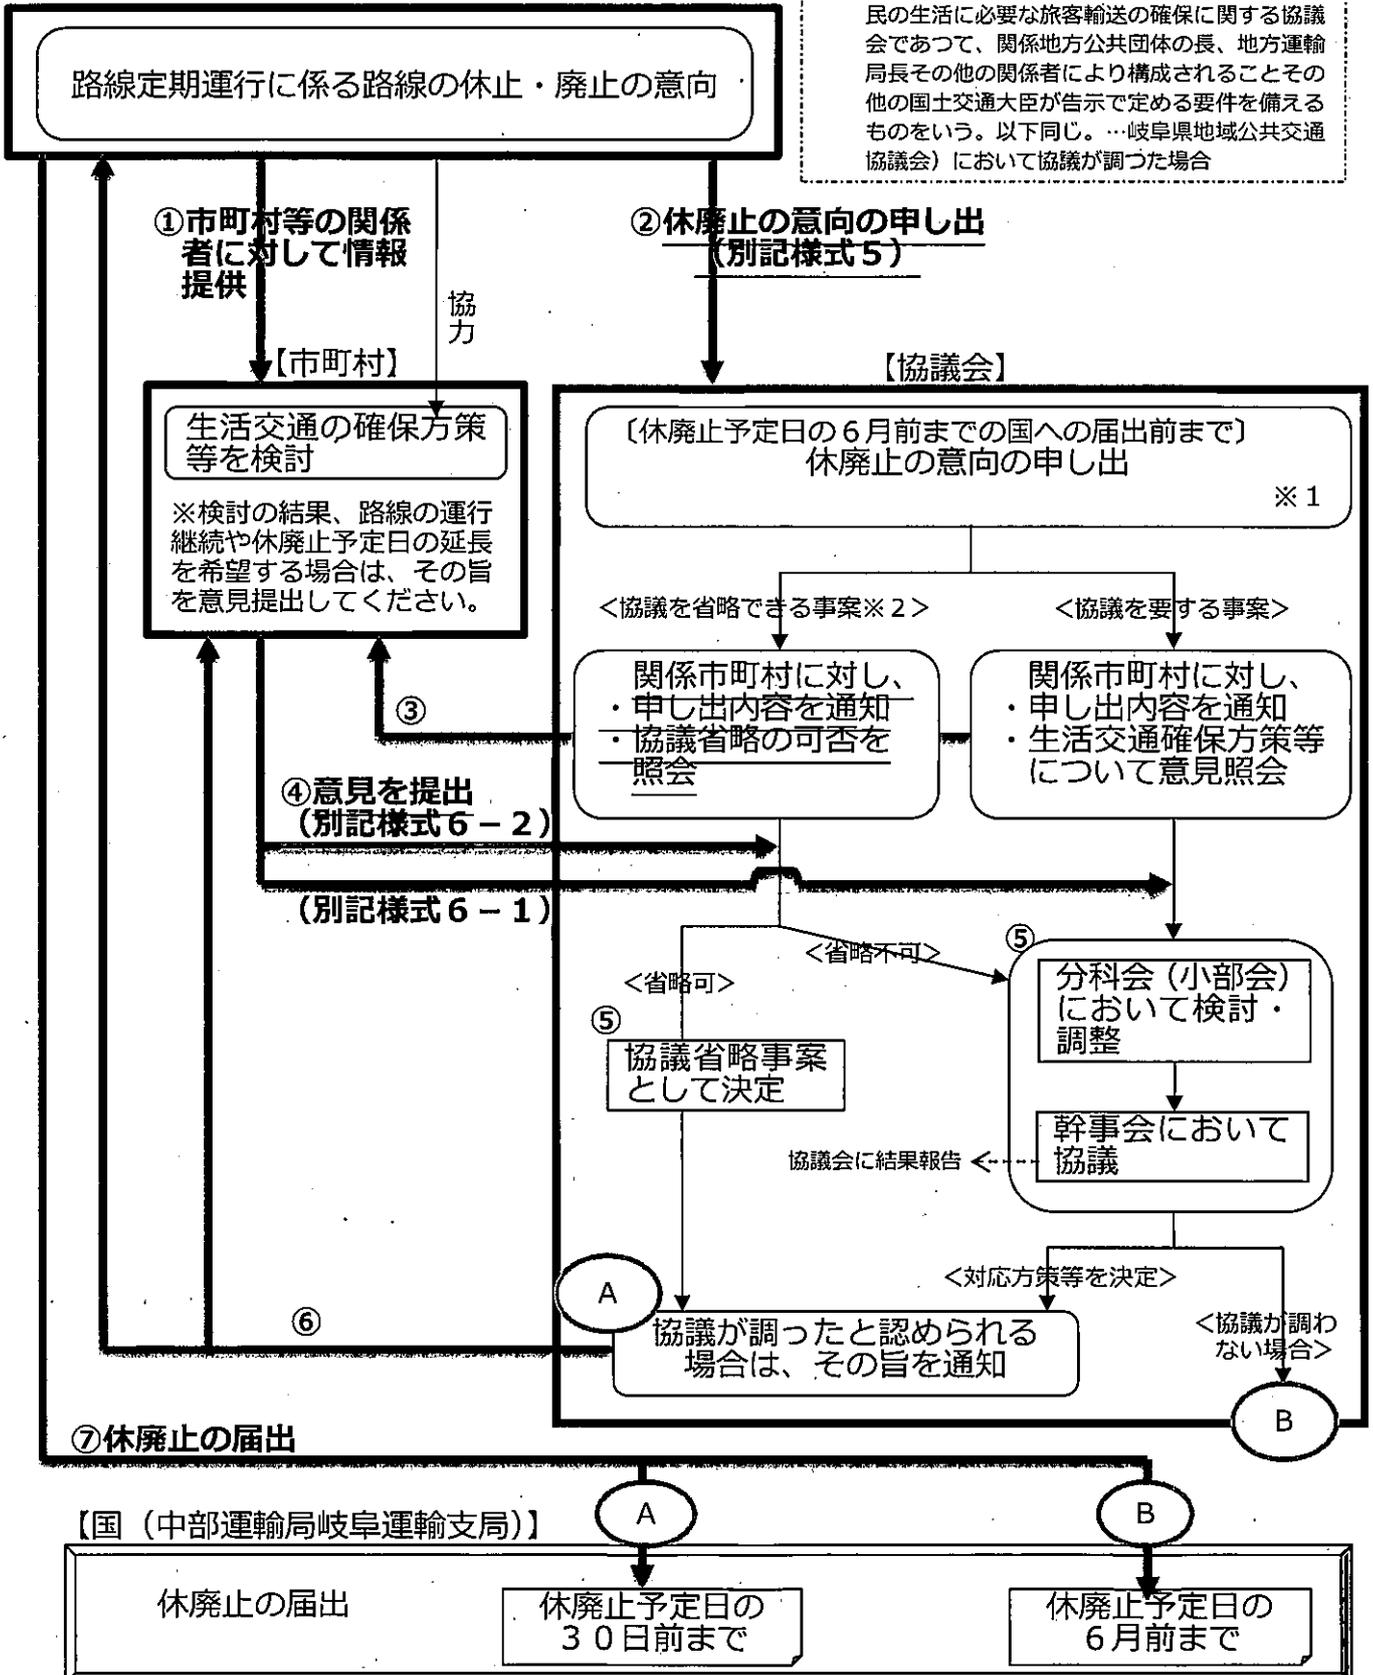 民の生活に必要な旅客輸送の確保に関する協議
会であつて、関係地方公共団体の長、地方運輸
局長その他の関係者により構成されることその
他の国土交通大臣が告示で定める要件を備える
ものをいう。以下同じ。…岐阜県地域公共交通
協議会）において協議が調つた場合
路線定期運行に係る路線の休止・廃止の意向
①市町村等の関係
者に対して情報
提供
協
力
②休廃止の意向の申し出
（別記様式５）
【市町村】
生活交通の確保方策
等を検討
※検討の結果、路線の運行
継続や休廃止予定日の延長
を希望する場合は、その旨
を意見提出してください。
【協議会】
〔休廃止予定日の６月前までの国への届出前まで〕
休廃止の意向の申し出
※１
＜協議を省略できる事案※２＞
＜協議を要する事案＞
関係市町村に対し、
・申し出内容を通知
・協議省略の可否を
照会
関係市町村に対し、
・申し出内容を通知
・生活交通確保方策等
について意見照会
③
④意見を提出
（別記様式６－２）
（別記様式６－１）
＜省略不可＞
＜省略可＞
⑤
協議省略事案
として決定
⑤
分科会（小部会）
において検討・
調整
幹事会において
協議
協議会に結果報告
＜対応方策等を決定＞
＜協議が調わ
ない場合＞
A
協議が調ったと認められる
場合は、その旨を通知
B
⑥
⑦休廃止の届出
A
B
【国（中部運輸局岐阜運輸支局）】
休廃止の届出
休廃止予定日の
３０日前まで
休廃止予定日の
６月前まで